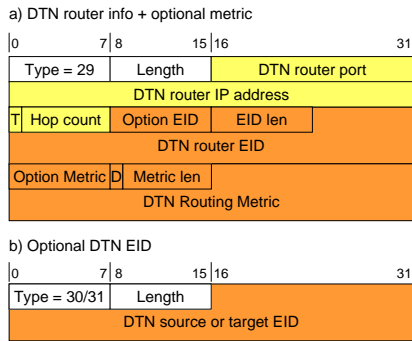 a) DTN router info + optional metric
0 7 8 15 16 31
Type = 29 Length DTN router port
DTN router IP address
T Hop count Option EID EID len
DTN router EID
Option Metric D Metric len
DTN Routing Metric
b) Optional DTN EID
0 7 8 15 16 31
Type = 30/31 Length
DTN source or target EID